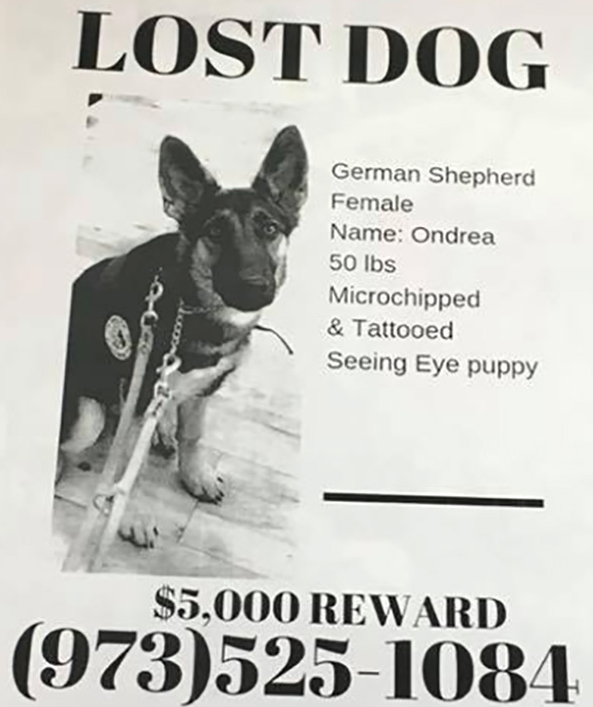 LOST DOG
German Shepherd
Female
Name: Ondrea
50 lbs
Microchipped
& Tattooed
Seeing Eye puppy
$5,000 REWARD
(973)525-1084